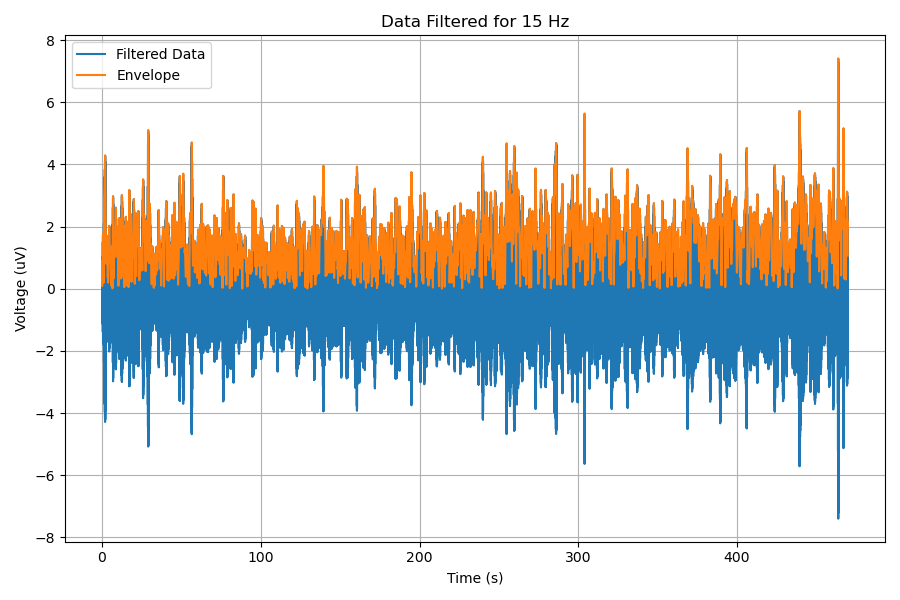 Data Filtered for 15 Hz
Filtered Data
Envelope
8
6
4
2
0
−2
−4
−6
−8
Voltage (uV)
0 100 200 300 400
Time (s)